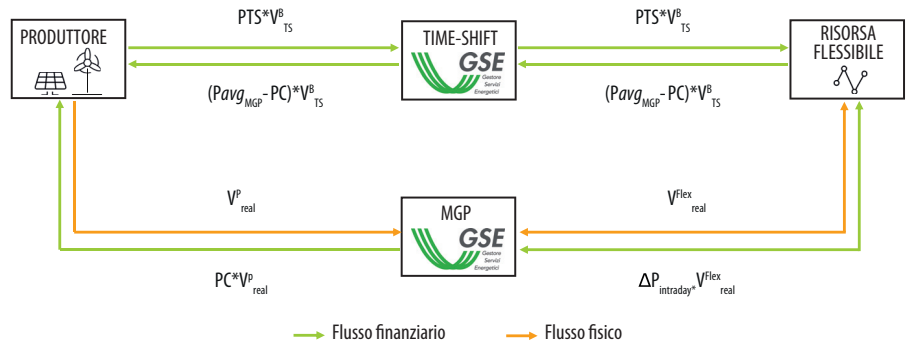 PTS*V^B_TS
PTS*V^B_TS
PRODUTTORE
TIME-SHIFT
GSE
Gestore
Servizi
Energetici
RISORSA
FLESSIBILE
(Pavg_MGP-PC)*V^B_TS
(Pavg_MGP-PC)*V^B_TS
V^P_real
MGP
GSE
Gestore
Servizi
Energetici
V^Flex_real
PC*V^p_real
ΔP_intraday*V^Flex_real
Flusso finanziario
Flusso fisico